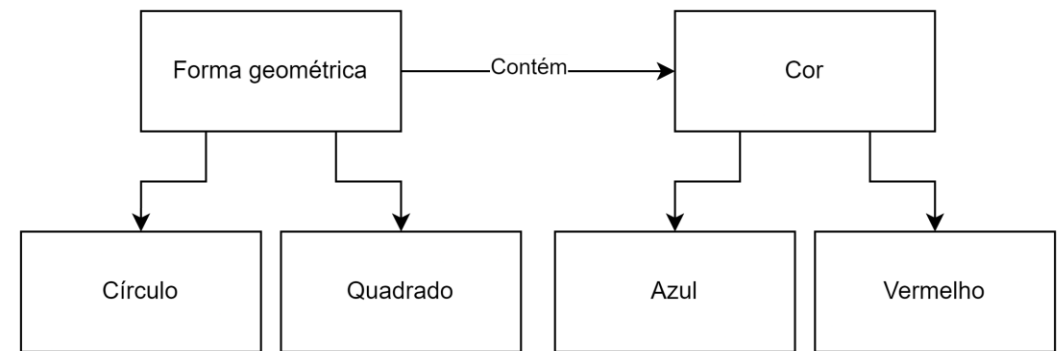 Forma geométrica
Contém
Cor
Círculo
Quadrado
Azul
Vermelho